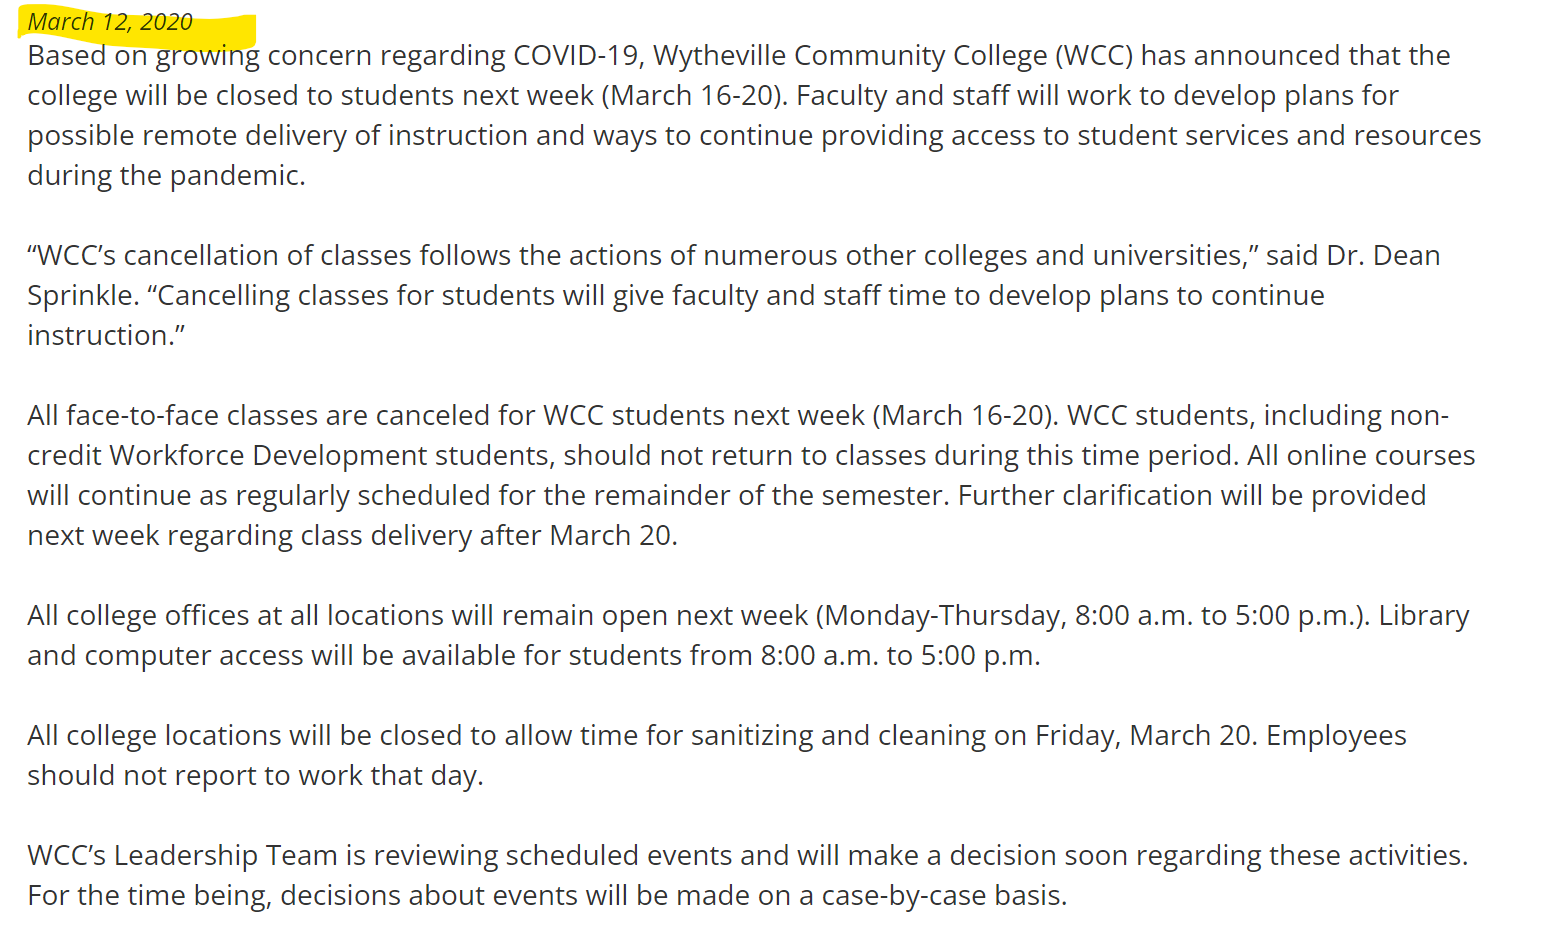 March 12, 2020
Based on growing concern regarding COVID-19, Wytheville Community College (WCC) has announced that the
college will be closed to students next week (March 16-20). Faculty and staff will work to develop plans for
possible remote delivery of instruction and ways to continue providing access to student services and resources
during the pandemic.
“WCC’s cancellation of classes follows the actions of numerous other colleges and universities,” said Dr. Dean
Sprinkle. “Cancelling classes for students will give faculty and staff time to develop plans to continue
instruction.”
All face-to-face classes are canceled for WCC students next week (March 16-20). WCC students, including non-
credit Workforce Development students, should not return to classes during this time period. All online courses
will continue as regularly scheduled for the remainder of the semester. Further clarification will be provided
next week regarding class delivery after March 20.
All college offices at all locations will remain open next week (Monday-Thursday, 8:00 a.m. to 5:00 p.m.). Library
and computer access will be available for students from 8:00 a.m. to 5:00 p.m.
All college locations will be closed to allow time for sanitizing and cleaning on Friday, March 20. Employees
should not report to work that day.
WCC’s Leadership Team is reviewing scheduled events and will make a decision soon regarding these activities.
For the time being, decisions about events will be made on a case-by-case basis.